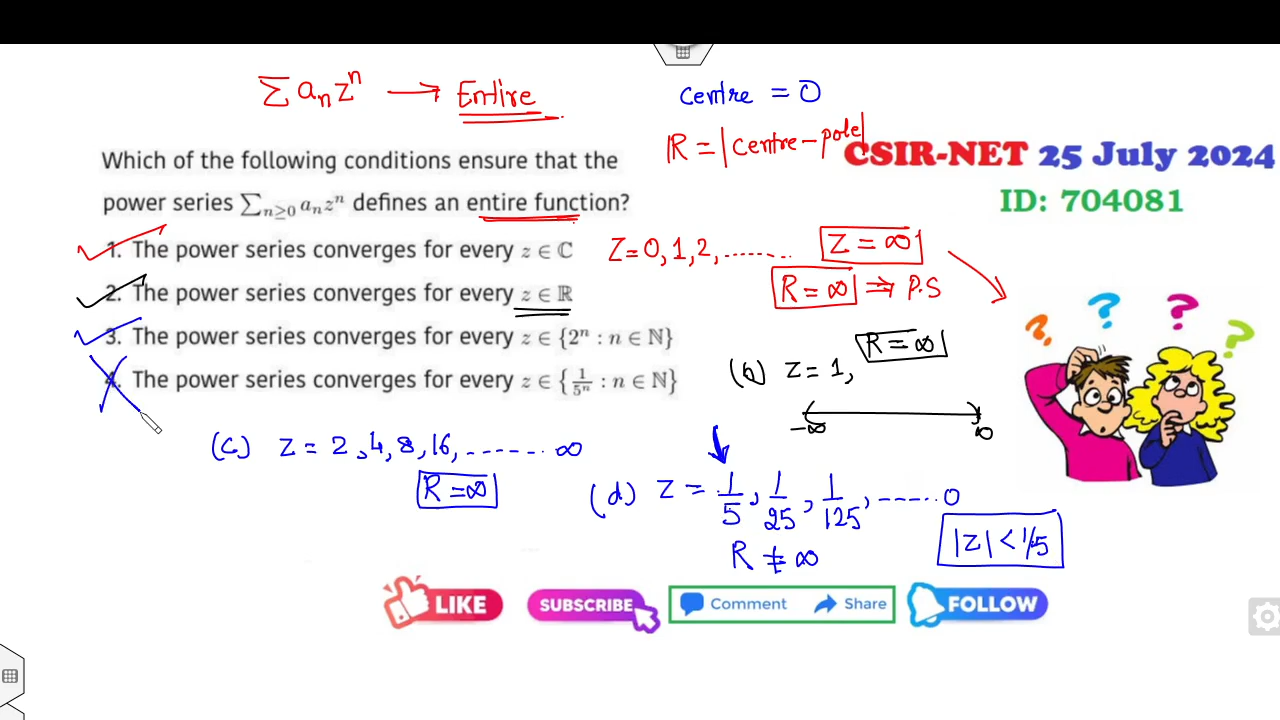 ∑ aₙ zⁿ → Entire
centre = 0
R = |centre - pole|
CSIR-NET 25 July 2024
ID: 704081
Which of the following conditions ensure that the
power series ∑ₙ≥₀ aₙzⁿ defines an entire function?
1. The power series converges for every z ∈ ℂ
Z = 0, 1, 2, ........ Z = ∞
R = ∞ ⇒ P.S
2. The power series converges for every z ∈ ℝ
3. The power series converges for every z ∈ {2ⁿ : n ∈ ℕ}
4. The power series converges for every z ∈ {1/5ⁿ : n ∈ ℕ}
(b) Z = 1, R = ∞
-∞ ∞
(c) Z = 2, 4, 8, 16, ....... ∞
R = ∞
(d) Z = 1/5, 1/25, 1/125, ...... 0
R ≠ ∞
|Z| < 1/5
? ? ? ?
LIKE SUBSCRIBE Comment Share FOLLOW